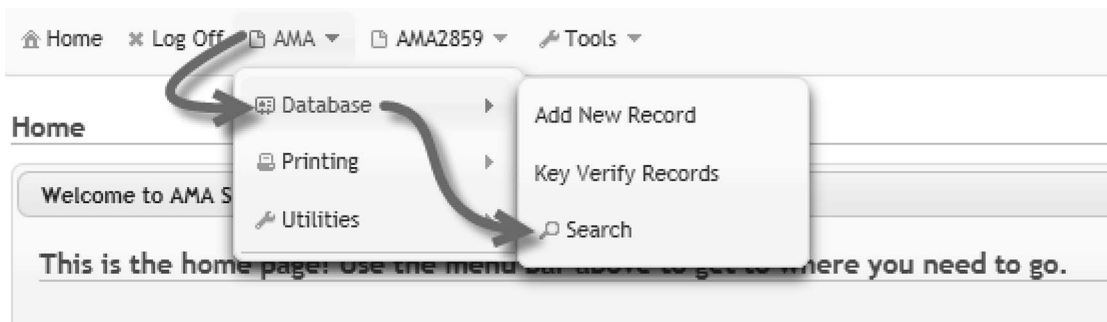 Home Log Off AMA AMA2859 Tools
Database
Printing
Utilities
Add New Record
Key Verify Records
Search
Home
Welcome to AMA S
This is the home page! Use the menu bar above to get to where you need to go.